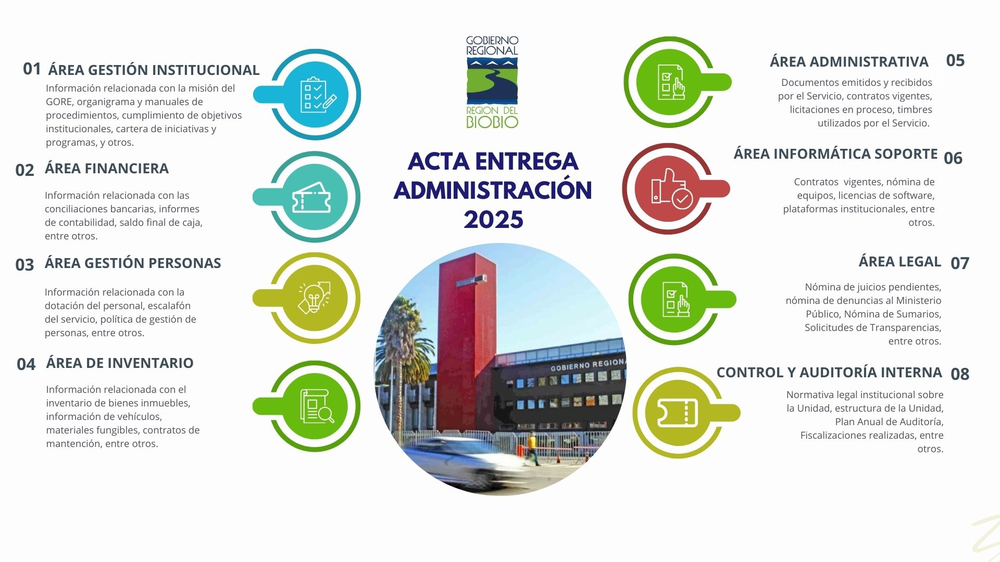 GOBIERNO
REGIONAL
REGION DEL
BIOBIO
ACTA ENTREGA
ADMINISTRACIÓN
2025
GOBIERNO REGIONA
01 ÁREA GESTIÓN INSTITUCIONAL
Información relacionada con la misión del
GORE, organigrama y manuales de
procedimientos, cumplimiento de objetivos
institucionales, cartera de iniciativas y
programas, y otros.
02 ÁREA FINANCIERA
Información relacionada con las
conciliaciones bancarias, informes
de contabilidad, saldo final de caja,
entre otros.
03 ÁREA GESTIÓN PERSONAS
Información relacionada con la
dotación del personal, escalafón
del servicio, política de gestión de
personas, entre otros.
04 ÁREA DE INVENTARIO
Información relacionada con el
inventario de bienes inmuebles,
información de vehículos,
materiales fungibles, contratos de
mantención, entre otros.
ÁREA ADMINISTRATIVA 05
Documentos emitidos y recibidos
por el Servicio, contratos vigentes,
licitaciones en proceso, timbres
utilizados por el Servicio.
ÁREA INFORMÁTICA SOPORTE 06
Contratos  vigentes, nómina de
equipos, licencias de software,
plataformas institucionales, entre
otros.
ÁREA LEGAL 07
Nómina de juicios pendientes,
nómina de denuncias al Ministerio
Público, Nómina de Sumarios,
Solicitudes de Transparencias,
entre otros.
CONTROL Y AUDITORÍA INTERNA 08
Normativa legal institucional sobre
la Unidad, estructura de la Unidad,
Plan Anual de Auditoría,
Fiscalizaciones realizadas, entre
otros.